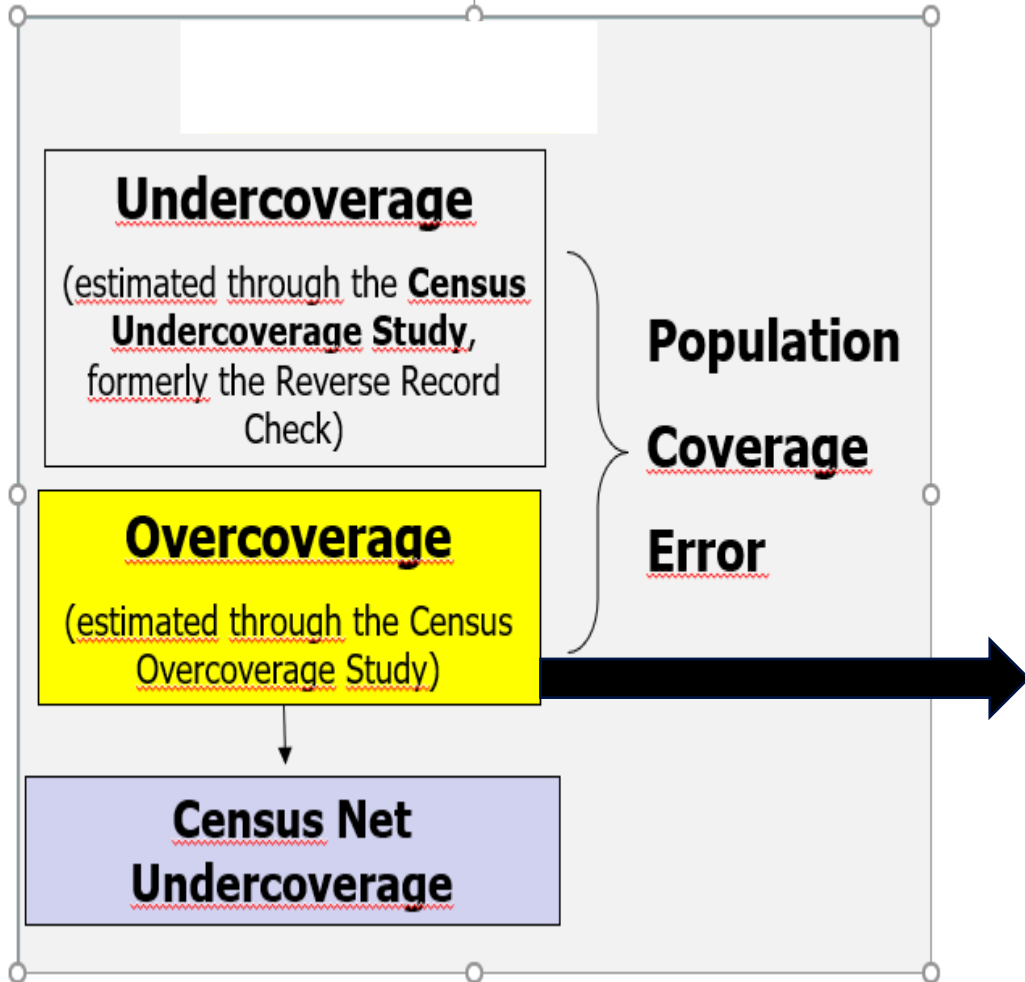 Undercoverage
(estimated through the Census
Undercoverage Study,
formerly the Reverse Record
Check)
Population
Coverage
Error
Overcoverage
(estimated through the Census
Overcoverage Study)
Census Net
Undercoverage